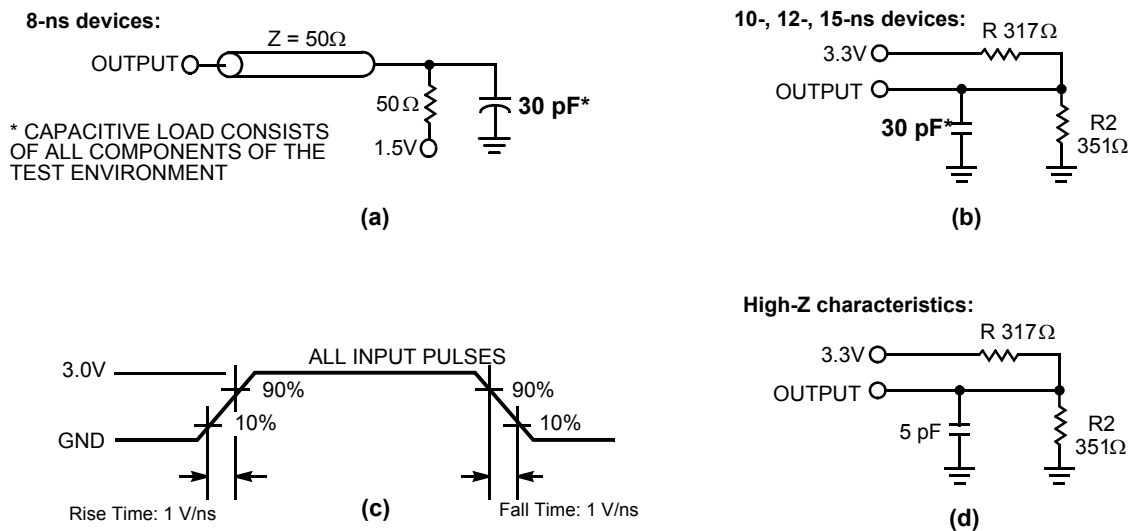 8-ns devices:
Z = 50Ω
OUTPUT
50Ω
30 pF*
1.5V
* CAPACITIVE LOAD CONSISTS
OF ALL COMPONENTS OF THE
TEST ENVIRONMENT
(a)
10-, 12-, 15-ns devices:
R 317Ω
3.3V
OUTPUT
30 pF*
R2
351Ω
(b)
ALL INPUT PULSES
3.0V
90%
90%
10%
10%
GND
Rise Time: 1 V/ns
(c)
Fall Time: 1 V/ns
High-Z characteristics:
R 317Ω
3.3V
OUTPUT
5 pF
R2
351Ω
(d)